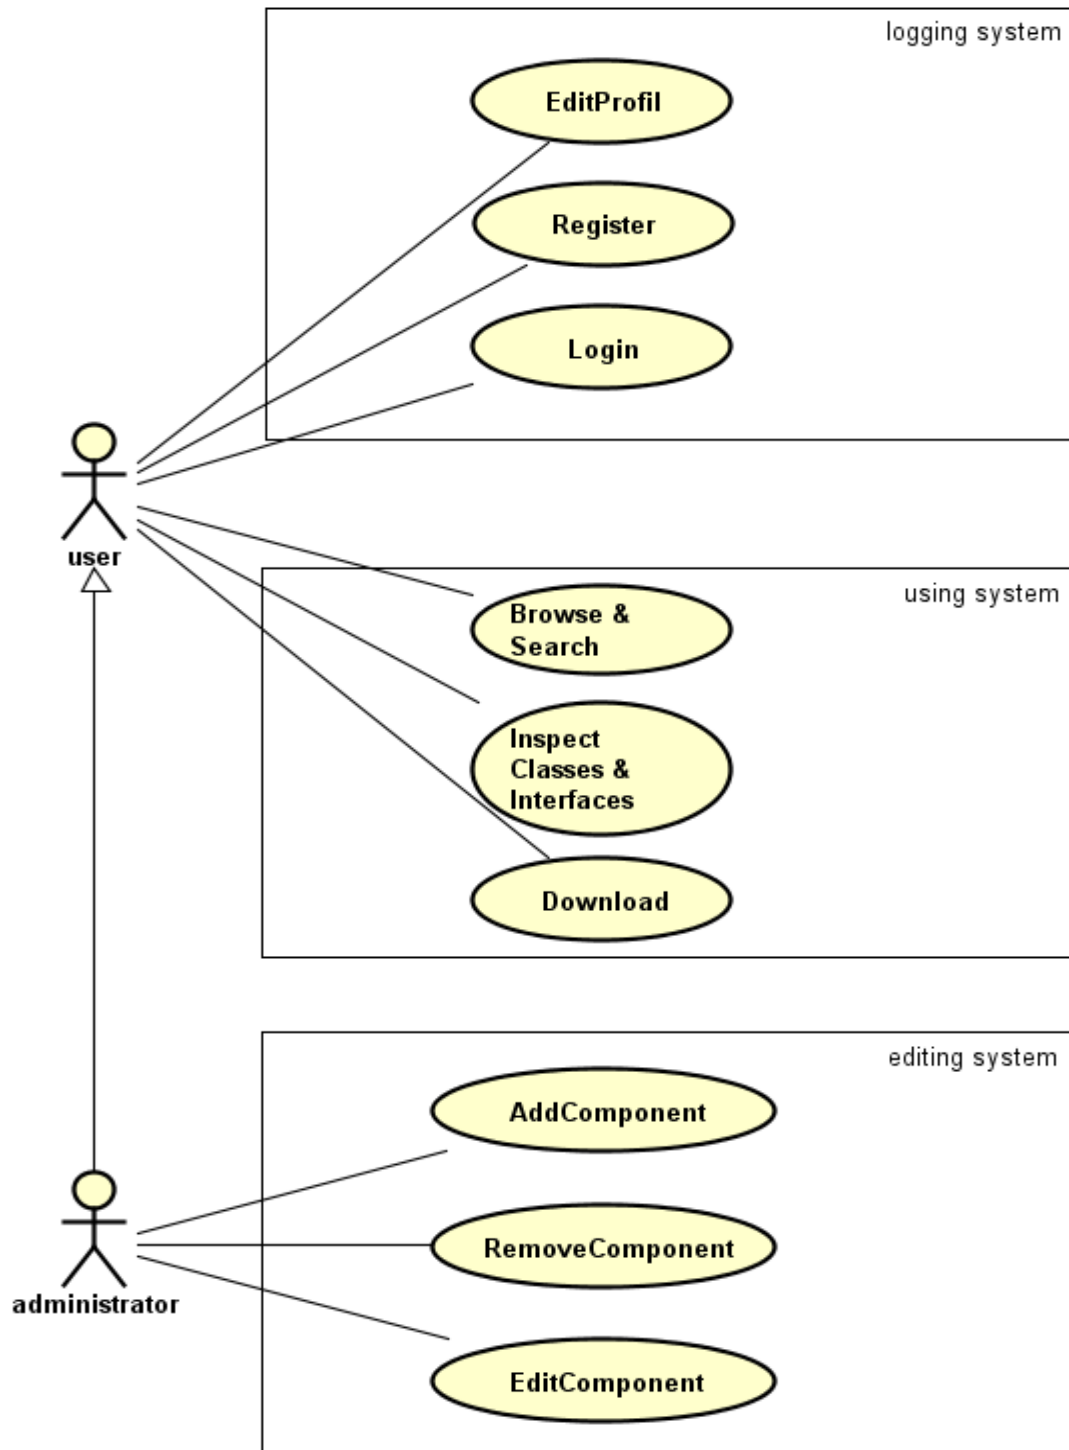 logging system
EditProfil
Register
Login
user
using system
Browse &
Search
Inspect
Classes &
Interfaces
Download
editing system
AddComponent
RemoveComponent
administrator
EditComponent